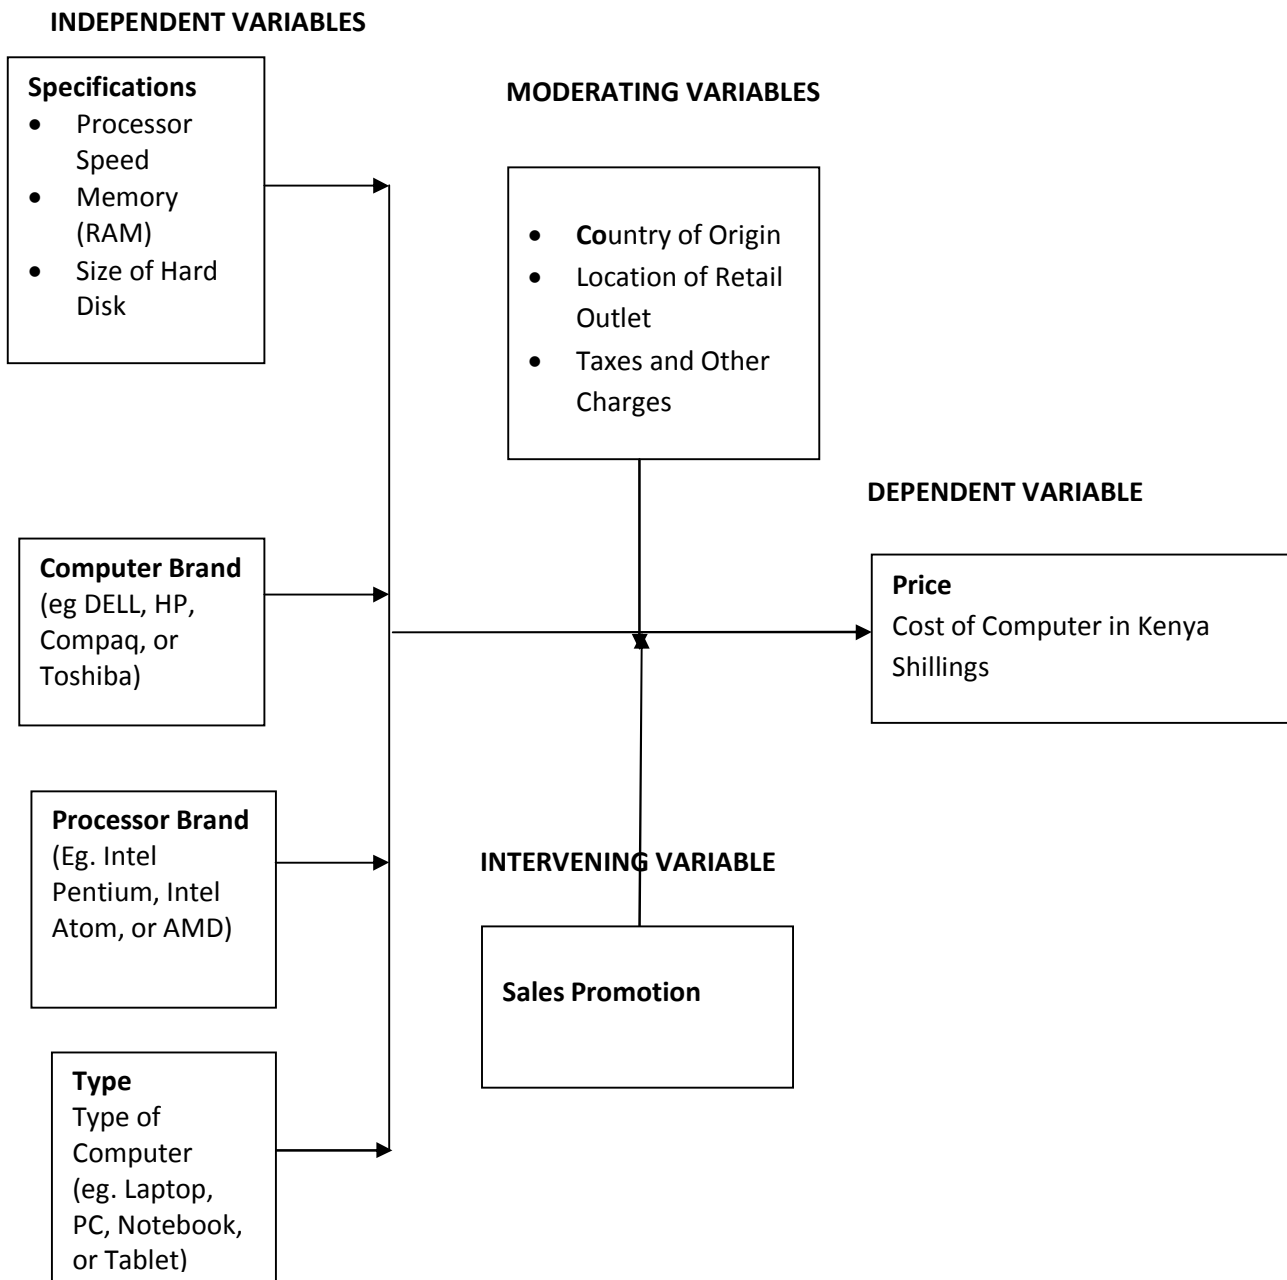 INDEPENDENT VARIABLES
Specifications
• Processor
Speed
• Memory
(RAM)
• Size of Hard
Disk
MODERATING VARIABLES
• Country of Origin
• Location of Retail
Outlet
• Taxes and Other
Charges
DEPENDENT VARIABLE
Computer Brand
(eg DELL, HP,
Compaq, or
Toshiba)
Price
Cost of Computer in Kenya
Shillings
Processor Brand
(Eg. Intel
Pentium, Intel
Atom, or AMD)
INTERVENING VARIABLE
Sales Promotion
Type
Type of
Computer
(eg. Laptop,
PC, Notebook,
or Tablet)